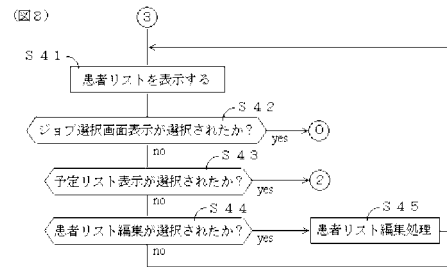 (図8)
3
S41
患者リストを表示する
S42
ジョブ選択画面表示が選択されたか?
yes
0
no
S43
予定リスト表示が選択されたか?
yes
2
no
S44
S45
患者リスト編集が選択されたか?
yes
患者リスト編集処理
no